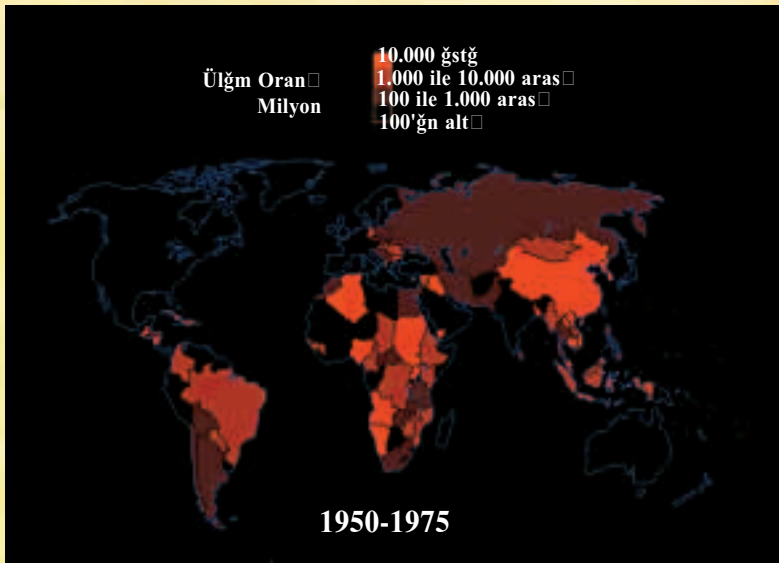 Ülğm Oran□
Milyon
10.000 ğstğ
1.000 ile 10.000 aras□
100 ile 1.000 aras□
100'ğn alt□
1950-1975